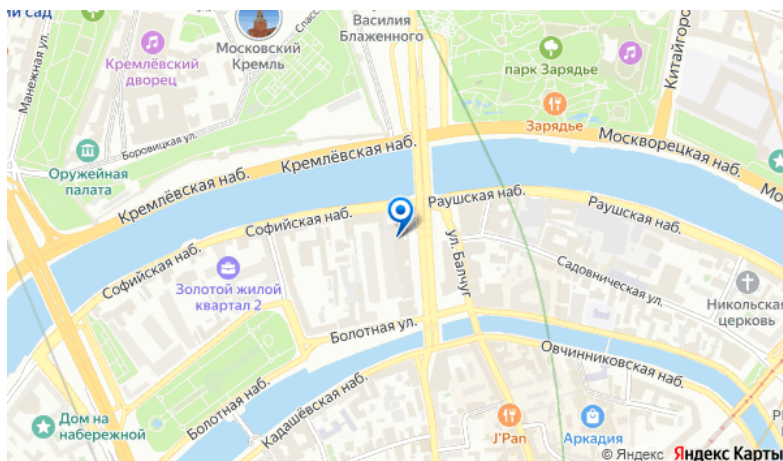 ий сад
Манежная ул.
Кремлёвский
дворец
Московский
Кремль
Василия
Блаженного
парк Зарядье
Зарядье
Боровицкая ул.
Оружейная
палата
Кремлёвская наб.
Кремлёвская наб.
Москворецкая наб.
Мо
Софийская наб.
Софийская наб.
Раушская наб.
Раушская наб.
ул. Балчуг
Садовническая ул.
Золотой жилой
квартал 2
Никольская
церковь
Болотная ул.
Болотная наб.
Кадашёвская наб.
Овчинниковская наб.
Дом на
набережной
J'Pan
Аркадия
© Яндекс Яндекс Карты